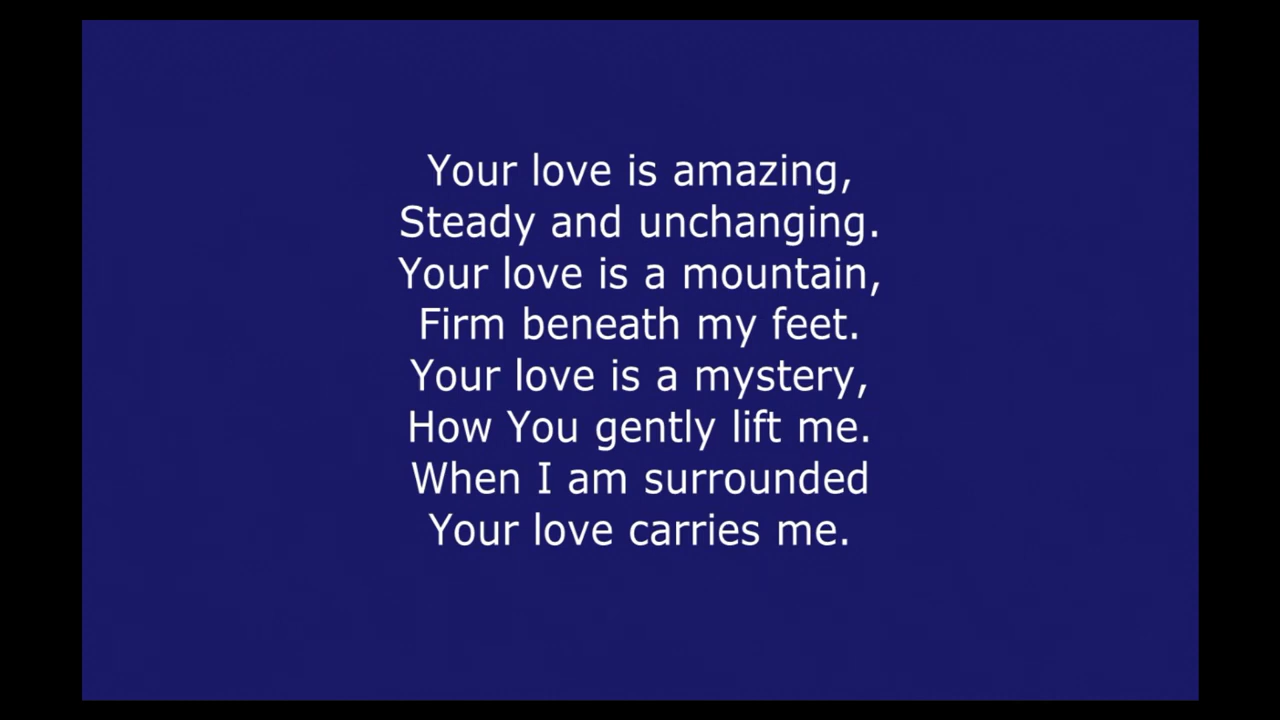 Your love is amazing,
Steady and unchanging.
Your love is a mountain,
Firm beneath my feet.
Your love is a mystery,
How You gently lift me.
When I am surrounded
Your love carries me.